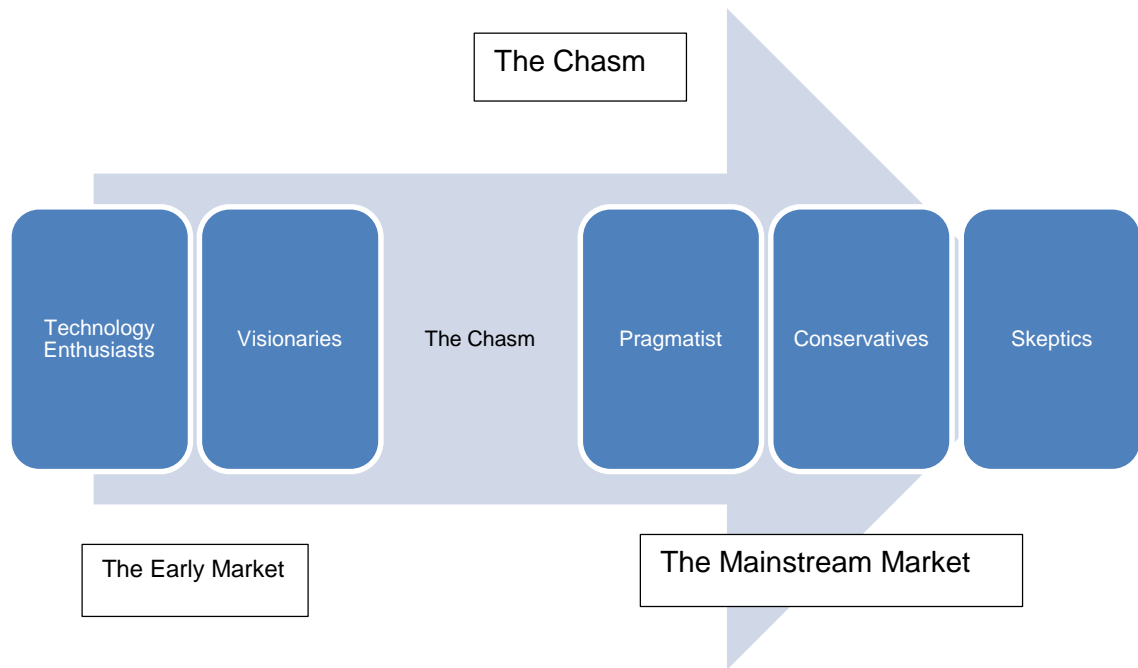 The Chasm
Technology
Enthusiasts
Visionaries
The Chasm
Pragmatist
Conservatives
Skeptics
The Early Market
The Mainstream Market